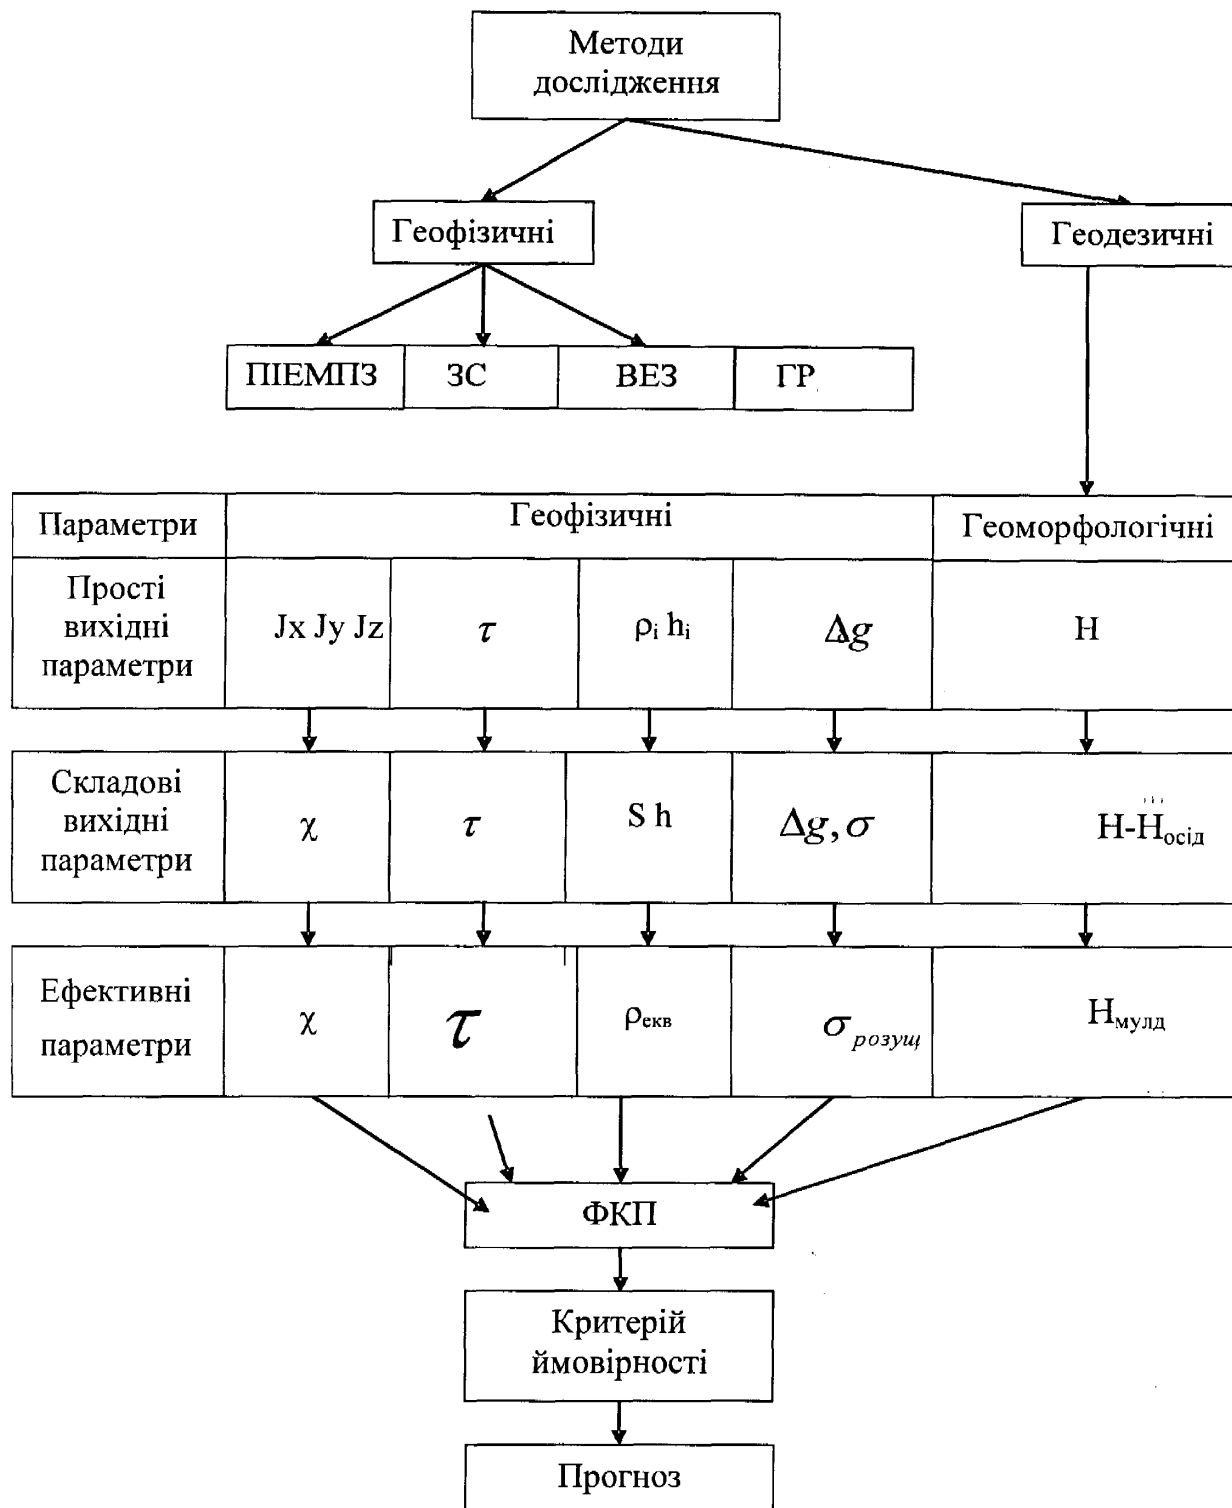 Методи
дослідження
Геофізичні
Геодезичні
ПІЕМПЗ ЗС ВЕЗ ГР
Параметри Геофізичні Геоморфологічні
Прості
вихідні
параметри
Jx Jy Jz τ ρi hi Δg H
Складові
вихідні
параметри
χ τ S h Δg, σ H-Hосід
Ефективні
параметри
χ τ ρекв σрозущ Hмулд
ФКП
Критерій
ймовірності
Прогноз